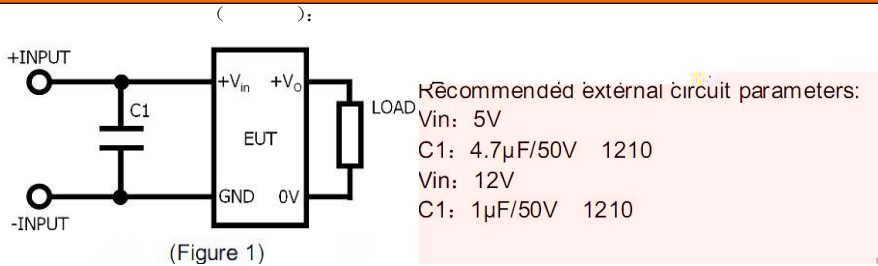 (　　):
+INPUT
C1
+Vin
+Vo
EUT
GND
0V
LOAD
-INPUT
(Figure 1)
Recommended external circuit parameters:
Vin: 5V
C1: 4.7μF/50V 1210
Vin: 12V
C1: 1μF/50V 1210